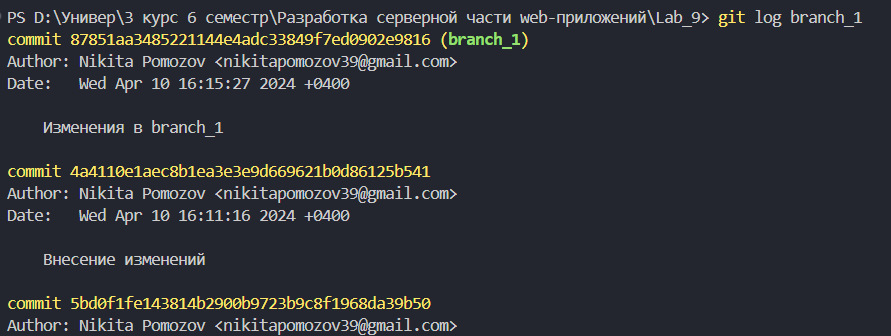 PS D:\Универ\3 курс 6 семестр\Разработка серверной части web-приложений\Lab_9> git log branch_1
commit 87851aa3485221144e4adc33849f7ed0902e9816 (branch_1)
Author: Nikita Pomozov <nikitapomozov39@gmail.com>
Date:   Wed Apr 10 16:15:27 2024 +0400
Изменения в branch_1
commit 4a4110e1aec8b1ea3e3e9d669621b0d86125b541
Author: Nikita Pomozov <nikitapomozov39@gmail.com>
Date:   Wed Apr 10 16:11:16 2024 +0400
Внесение изменений
commit 5bd0f1fe143814b2900b9723b9c8f1968da39b50
Author: Nikita Pomozov <nikitapomozov39@gmail.com>